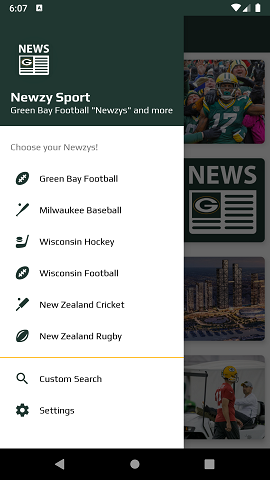 6:07
NEWS
G
Newzy Sport
Green Bay Football "Newzys" and more
Choose your Newzys!
Green Bay Football
Milwaukee Baseball
Wisconsin Hockey
Wisconsin Football
New Zealand Cricket
New Zealand Rugby
Custom Search
Settings
17
NEWS
G